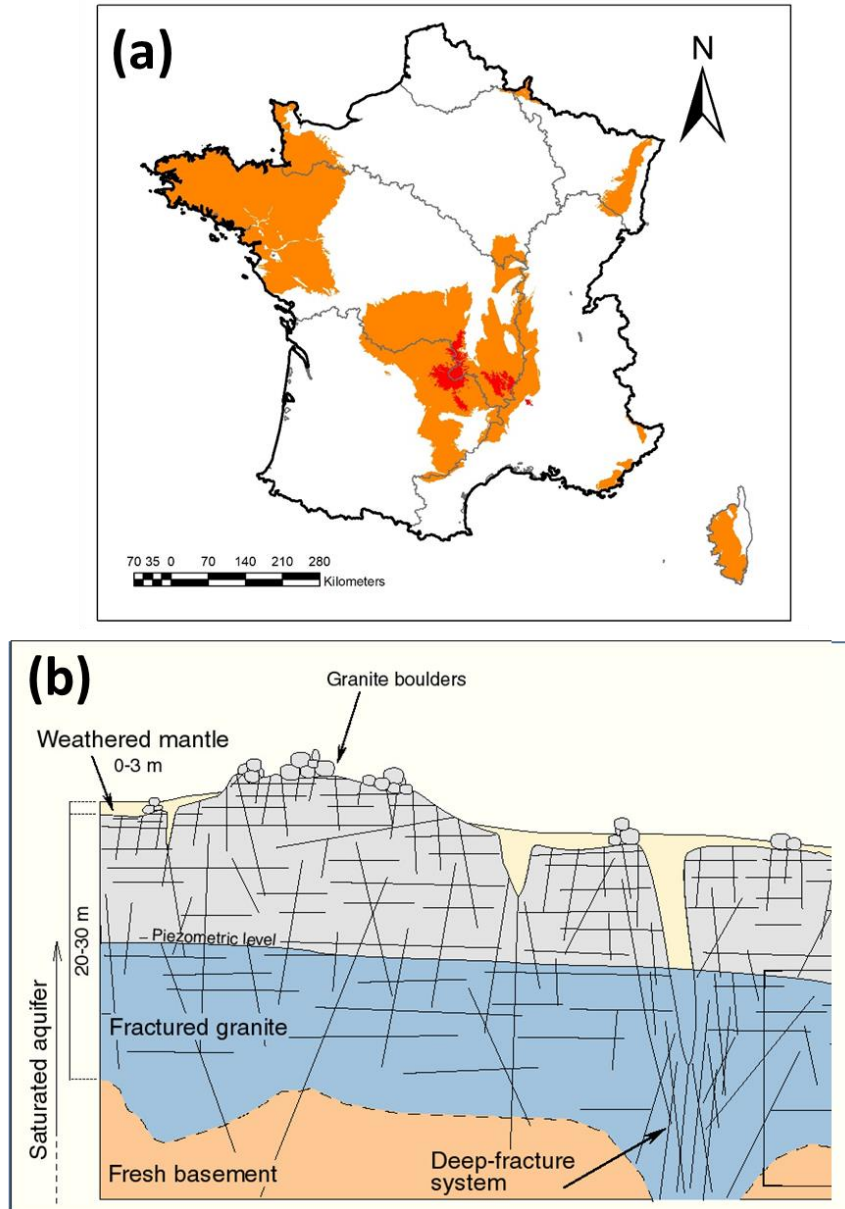 (a)
N
70 35 0 70 140 210 280
Kilometers
(b)
Granite boulders
Weathered mantle
0-3 m
20-30 m
Piezometric level
Saturated aquifer
Fractured granite
Fresh basement
Deep-fracture
system